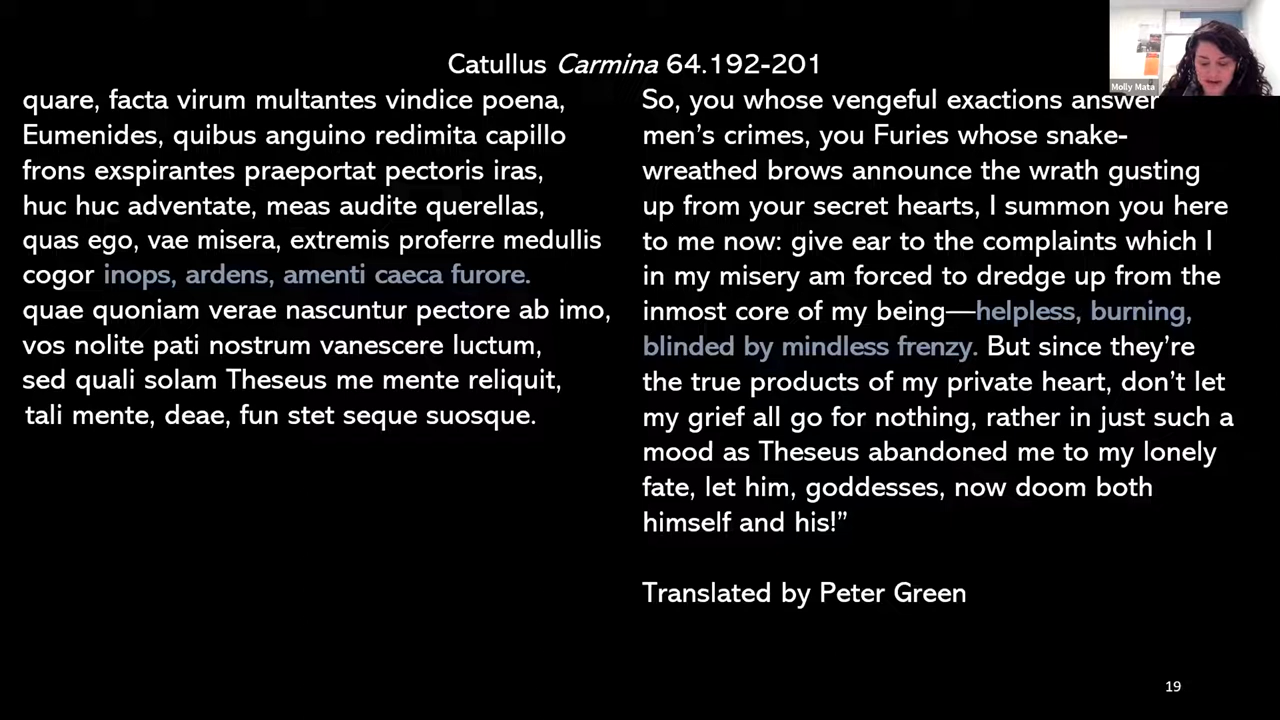 Catullus Carmina 64.192-201
quare, facta virum multantes vindice poena,
Eumenides, quibus anguino redimita capillo
frons exspirantes praeportat pectoris iras,
huc huc adventate, meas audite querellas,
quas ego, vae misera, extremis proferre medullis
cogor inops, ardens, amenti caeca furore.
quae quoniam verae nascuntur pectore ab imo,
vos nolite pati nostrum vanescere luctum,
sed quali solam Theseus me mente reliquit,
tali mente, deae, fun stet seque suosque.
So, you whose vengeful exactions answer
men's crimes, you Furies whose snake-
wreathed brows announce the wrath gusting
up from your secret hearts, I summon you here
to me now: give ear to the complaints which I
in my misery am forced to dredge up from the
inmost core of my being—helpless, burning,
blinded by mindless frenzy. But since they're
the true products of my private heart, don't let
my grief all go for nothing, rather in just such a
mood as Theseus abandoned me to my lonely
fate, let him, goddesses, now doom both
himself and his!”
Translated by Peter Green
Molly Mata
19